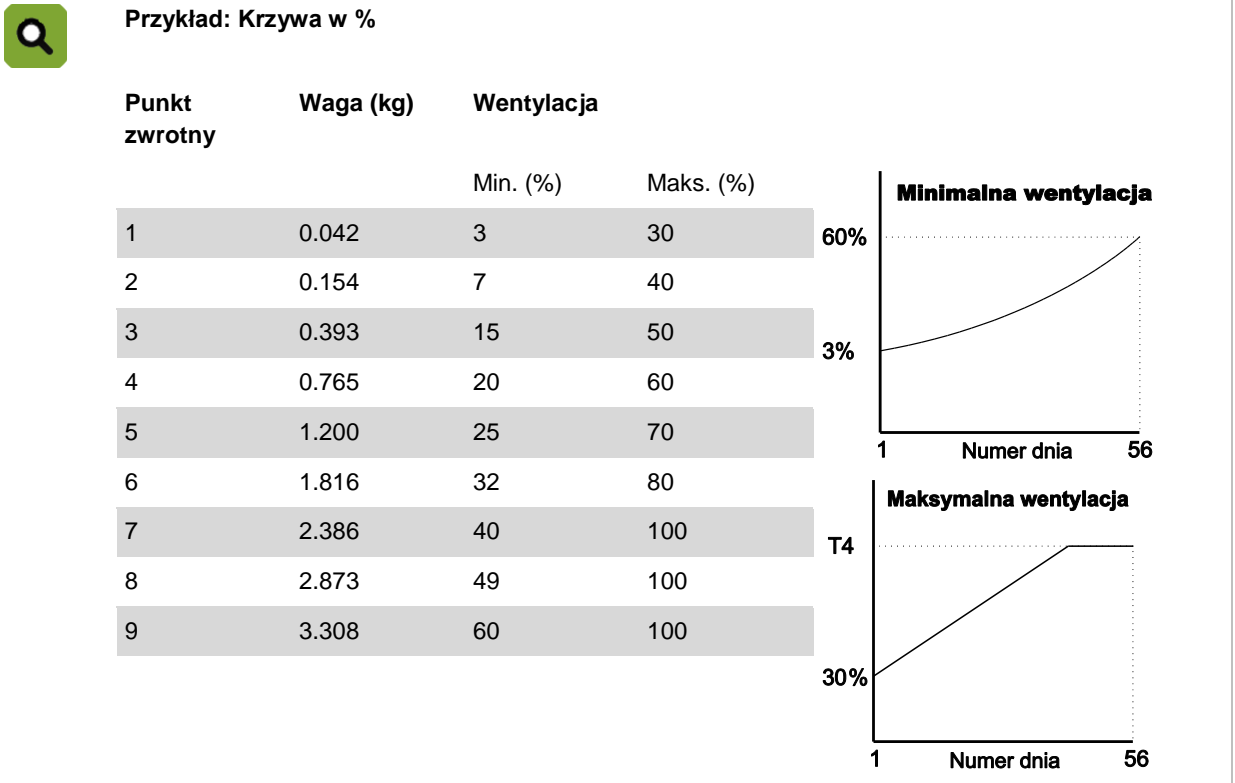 Przykład: Krzywa w %
Punkt zwrotny Waga (kg) Wentylacja
Min. (%) Maks. (%)
1 0.042 3 30
2 0.154 7 40
3 0.393 15 50
4 0.765 20 60
5 1.200 25 70
6 1.816 32 80
7 2.386 40 100
8 2.873 49 100
9 3.308 60 100
Minimalna wentylacja
60%
3%
1 Numer dnia 56
Maksymalna wentylacja
T4
30%
1 Numer dnia 56